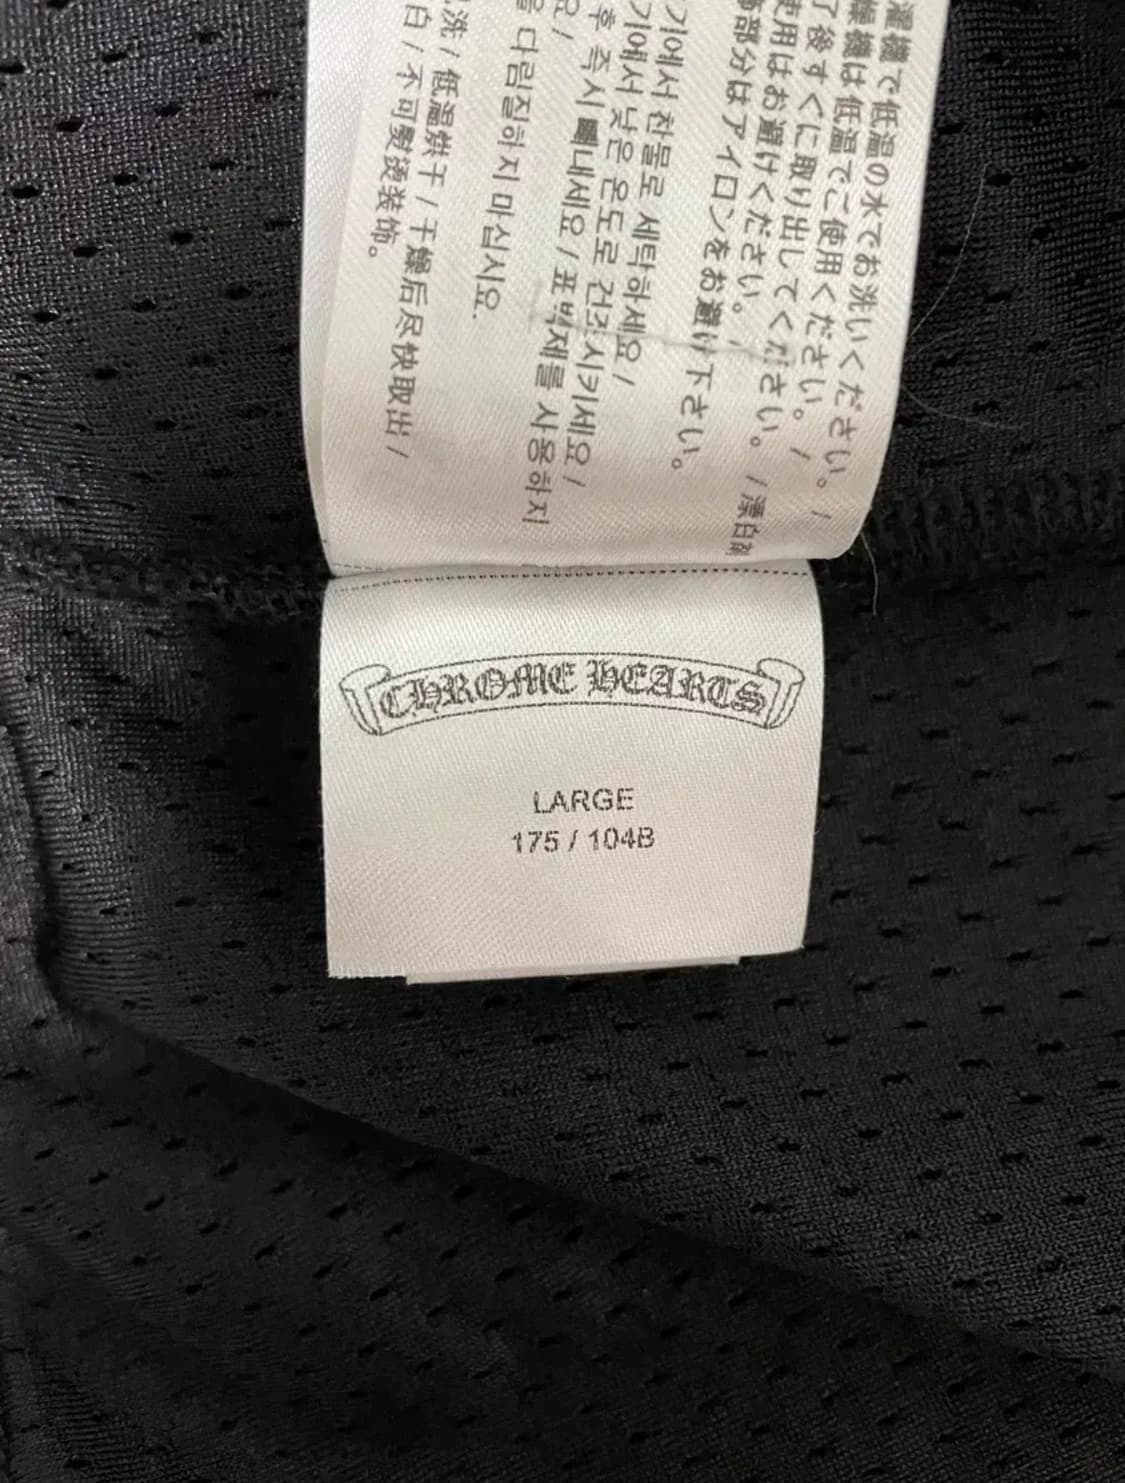 濯機で低温の水でお洗いください。/
燥機は低温でご使用ください。/
了後すぐに取り出してください。/
使用はお避けください。/ 漂白剤
飾部分はアイロンをお避け下さい。
기에서 찬물로 세탁하세요 /
기에서 낮은 온도로 건조시키세요 /
후 즉시 빼내세요 / 표백제를 사용하지
요 /
을 다림질하지 마십시오.
洗 / 低温烘干 / 干燥后尽快取出 /
白 / 不可熨烫装饰。
CHROME HEARTS
LARGE
175 / 104B